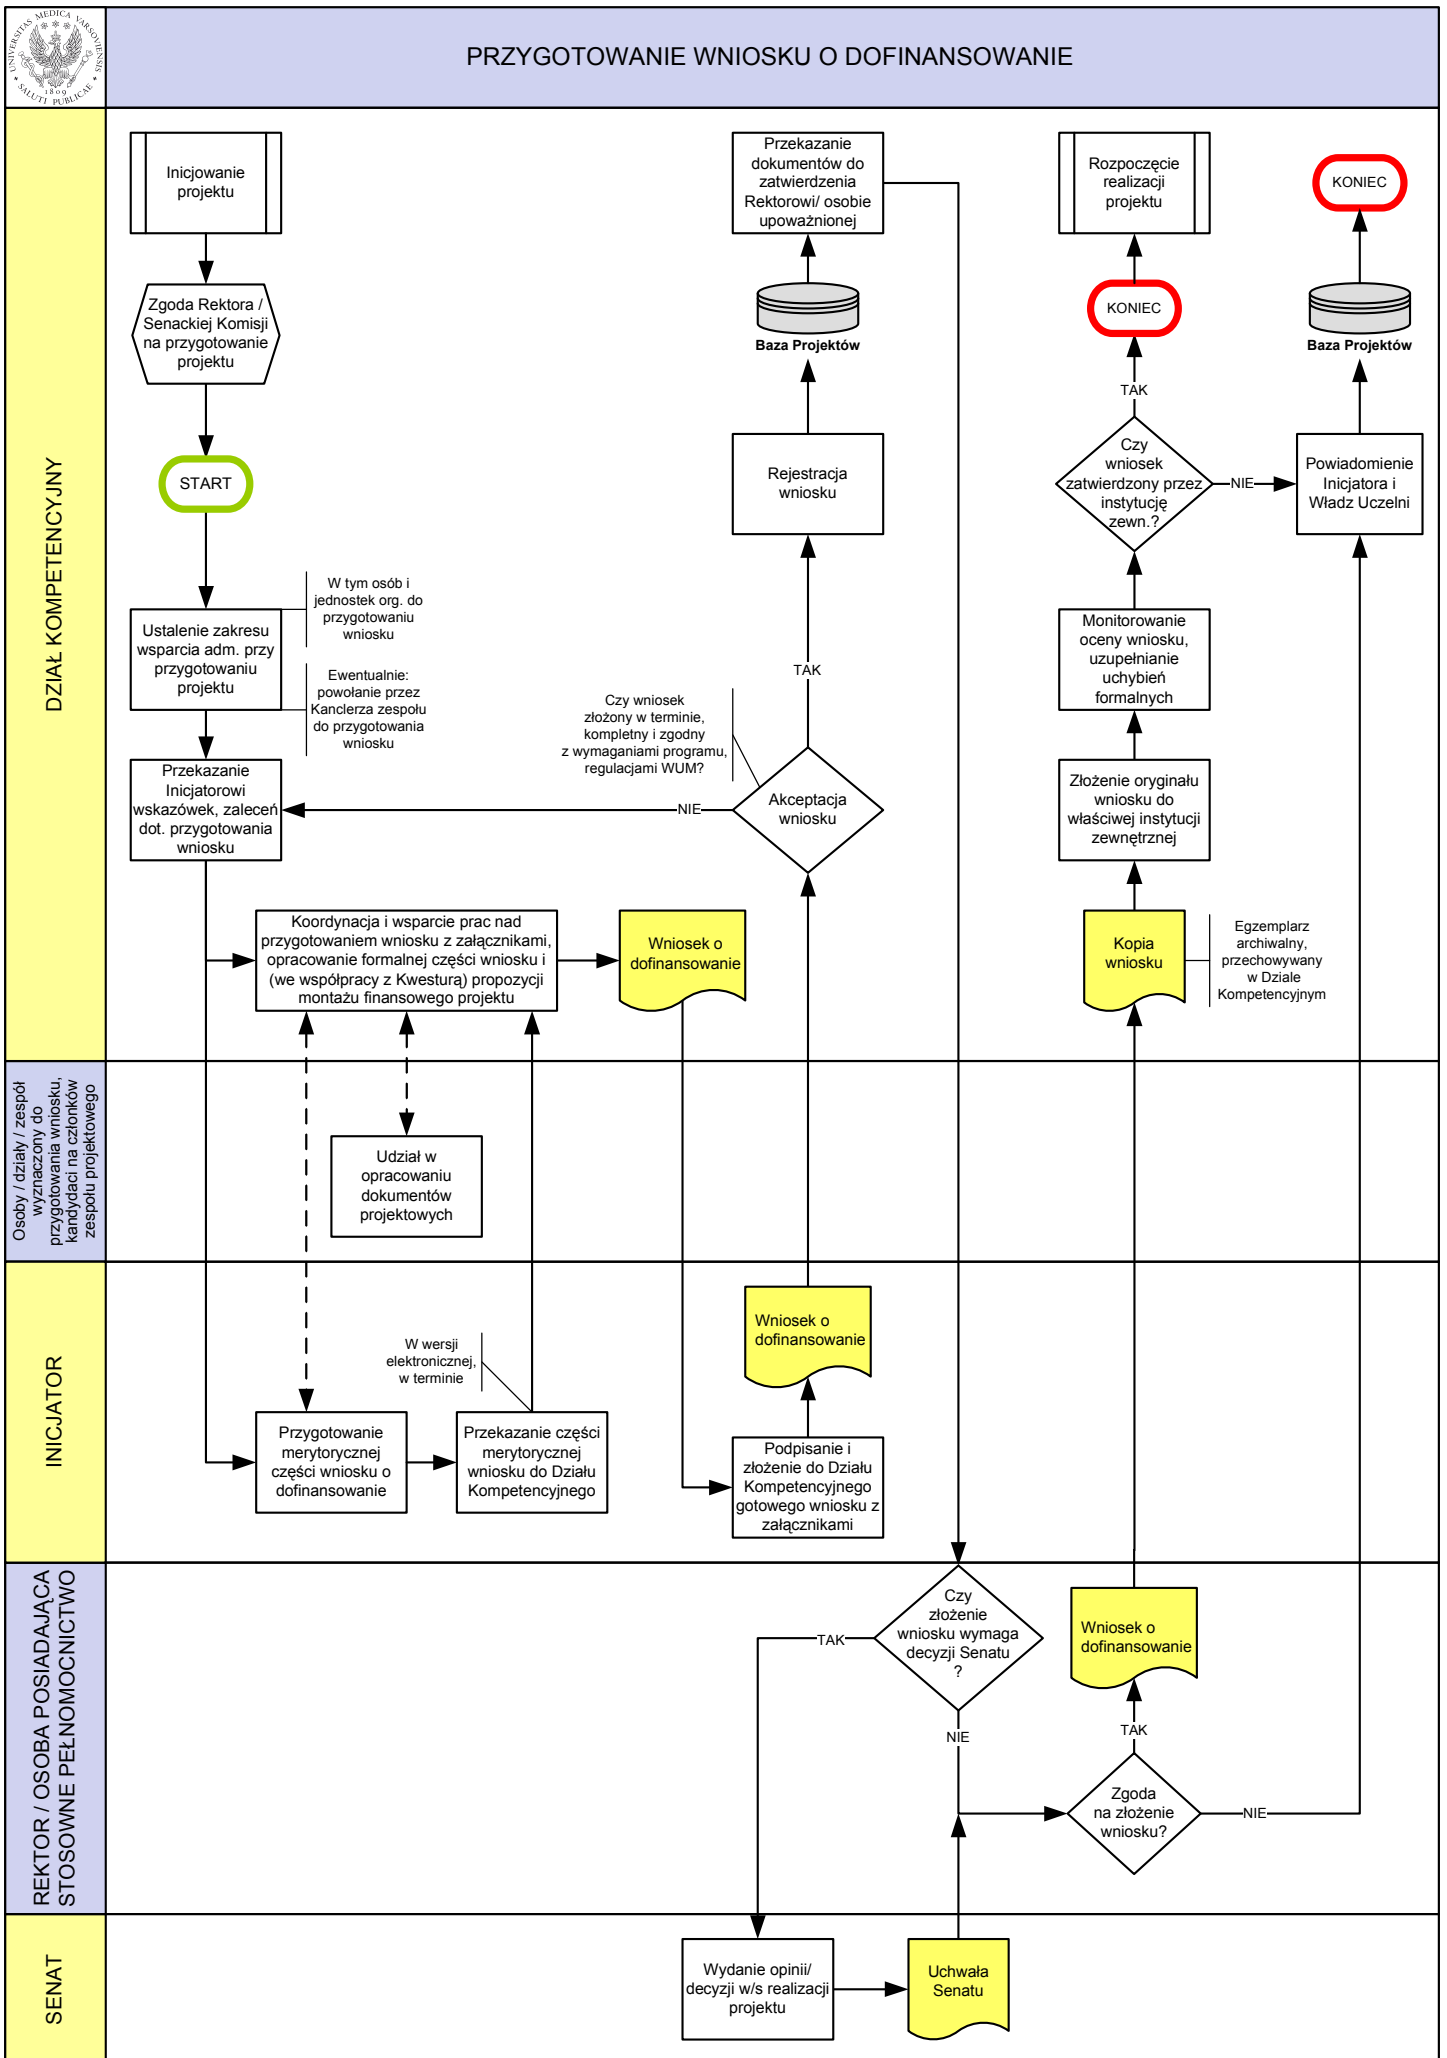 UNIVERSITAS MEDICA VARSOVIENSIS
SALUTI PUBLICAE
1809
PRZYGOTOWANIE WNIOSKU O DOFINANSOWANIE
DZIAŁ KOMPETENCYJNY
Inicjowanie
projektu
Zgoda Rektora /
Senackiej Komisji
na przygotowanie
projektu
START
Ustalenie zakresu
wsparcia adm. przy
przygotowaniu
projektu
W tym osób i
jednostek org. do
przygotowaniu
wniosku
Ewentualnie:
powołanie przez
Kanclerza zespołu
do przygotowania
wniosku
Przekazanie
Inicjatorowi
wskazówek, zaleceń
dot. przygotowania
wniosku
Koordynacja i wsparcie prac nad
przygotowaniem wniosku z załącznikami,
opracowanie formalnej części wniosku i
(we współpracy z Kwesturą) propozycji
montażu finansowego projektu
Wniosek o
dofinansowanie
Przekazanie
dokumentów do
zatwierdzenia
Rektorowi/ osobie
upoważnionej
Baza Projektów
Rejestracja
wniosku
TAK
Czy wniosek
złożony w terminie,
kompletny i zgodny
z wymaganiami programu,
regulacjami WUM?
NIE
Akceptacja
wniosku
Rozpoczęcie
realizacji
projektu
KONIEC
TAK
Czy
wniosek
zatwierdzony przez
instytucję
zewn.?
NIE
Monitorowanie
oceny wniosku,
uzupełnianie
uchybień
formalnych
Złożenie oryginału
wniosku do
właściwej instytucji
zewnętrznej
Kopia
wniosku
Egzemplarz
archiwalny,
przechowywany
w Dziale
Kompetencyjnym
KONIEC
Baza Projektów
Powiadomienie
Inicjatora i
Władz Uczelni
Osoby / działy / zespół
wyznaczony do
przygotowania wniosku,
kandydaci na członków
zespołu projektowego
Udział w
opracowaniu
dokumentów
projektowych
INICJATOR
Przygotowanie
merytorycznej
części wniosku o
dofinansowanie
W wersji
elektronicznej,
w terminie
Przekazanie części
merytorycznej
wniosku do Działu
Kompetencyjnego
Wniosek o
dofinansowanie
Podpisanie i
złożenie do Działu
Kompetencyjnego
gotowego wniosku z
załącznikami
REKTOR / OSOBA POSIADAJĄCA
STOSOWNE PEŁNOMOCNICTWO
Czy
złożenie
wniosku wymaga
decyzji Senatu
?
TAK
NIE
Wniosek o
dofinansowanie
TAK
Zgoda
na złożenie
wniosku?
NIE
SENAT
Wydanie opinii/
decyzji w/s realizacji
projektu
Uchwała
Senatu